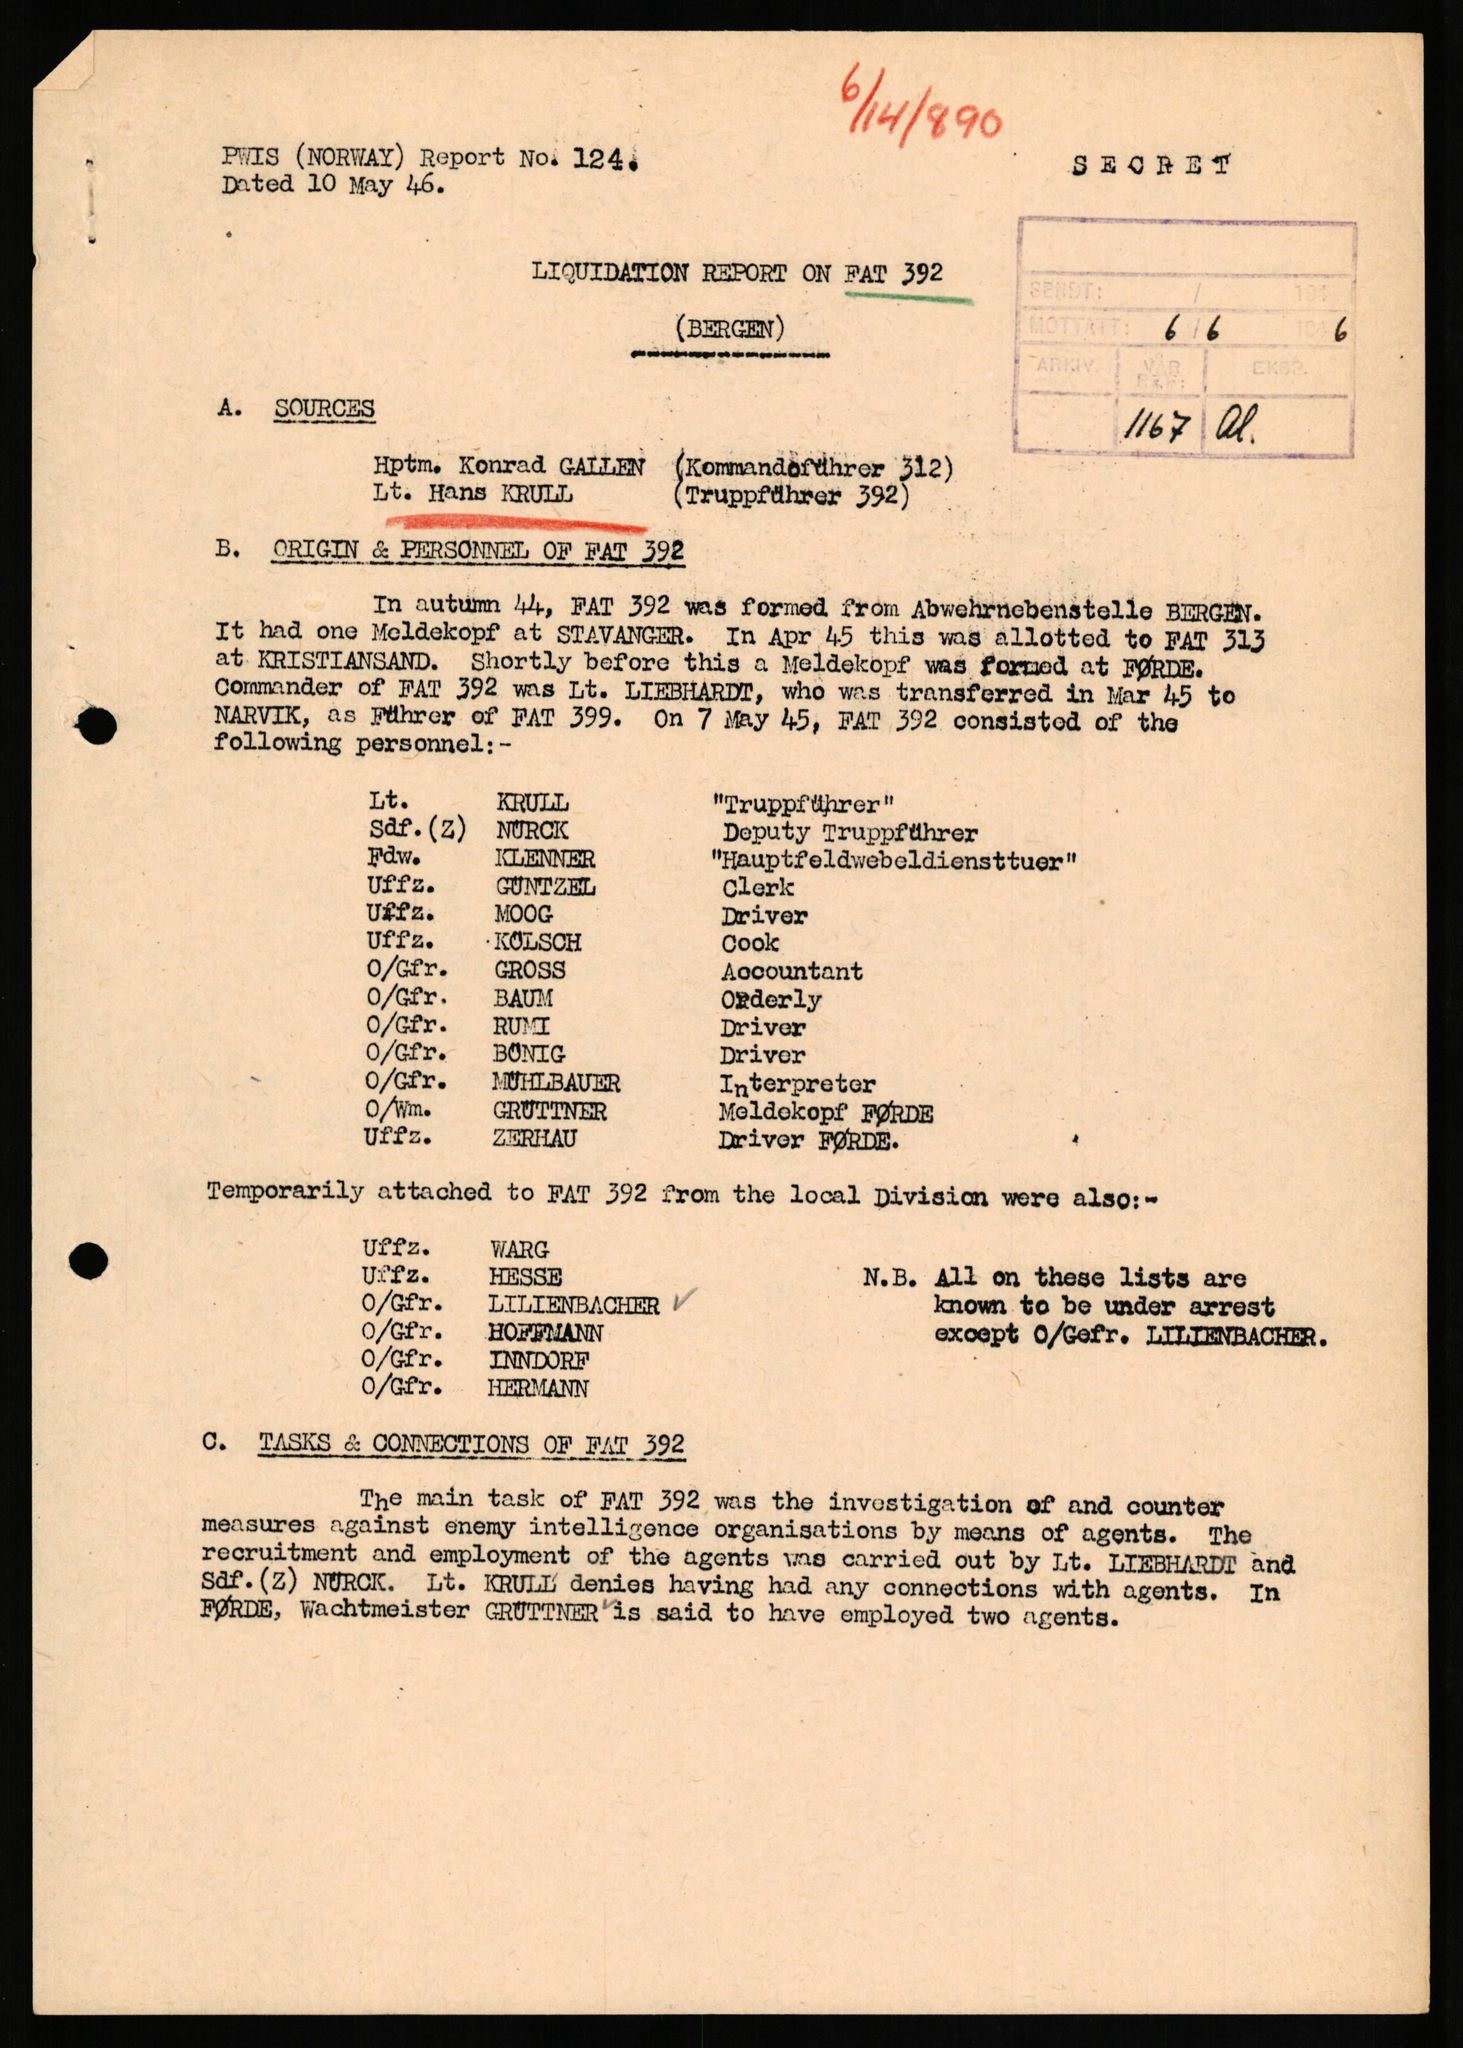 6/14/890
PWIS (NORWAY) Report No. 124.
Dated 10 May 46.
S E C R E T
LIQUIDATION REPORT ON FAT 392
(BERGEN)
SENDT: / 194
MOTTATT: 6 / 6 194 6
ARKIV. VÅR REF: EKSP.
1167 Al.
A. SOURCES
Hptm. Konrad GALLEN (Kommandoführer 312)
Lt. Hans KRULL (Truppführer 392)
B. ORIGIN & PERSONNEL OF FAT 392
In autumn 44, FAT 392 was formed from Abwehrnebenstelle BERGEN.
It had one Meldekopf at STAVANGER. In Apr 45 this was allotted to FAT 313
at KRISTIANSAND. Shortly before this a Meldekopf was formed at FØRDE.
Commander of FAT 392 was Lt. LIEBHARDT, who was transferred in Mar 45 to
NARVIK, as Führer of FAT 399. On 7 May 45, FAT 392 consisted of the
following personnel:-
Lt. KRULL "Truppführer"
Sdf.(Z) NÜRCK Deputy Truppführer
Fdw. KLENNER "Hauptfeldwebeldiensttuer"
Uffz. GÜNTZEL Clerk
Uffz. MOOG Driver
Uffz. KÖLSCH Cook
O/Gfr. GROSS Accountant
O/Gfr. BAUM Orderly
O/Gfr. RUMI Driver
O/Gfr. BÖNIG Driver
O/Gfr. MÜHLBAUER Interpreter
O/Wm. GRÜTTNER Meldekopf FØRDE
Uffz. ZERHAU Driver FØRDE.
Temporarily attached to FAT 392 from the local Division were also:-
Uffz. WARG
Uffz. HESSE
O/Gfr. LILIENBACHER ✓
O/Gfr. HOFFMANN
O/Gfr. INNDORF
O/Gfr. HERMANN
N.B. All on these lists are
known to be under arrest
except O/Gefr. LILIENBACHER.
C. TASKS & CONNECTIONS OF FAT 392
The main task of FAT 392 was the investigation of and counter
measures against enemy intelligence organisations by means of agents. The
recruitment and employment of the agents was carried out by Lt. LIEBHARDT and
Sdf.(Z) NÜRCK. Lt. KRULL denies having had any connections with agents. In
FØRDE, Wachtmeister GRÜTTNER is said to have employed two agents.